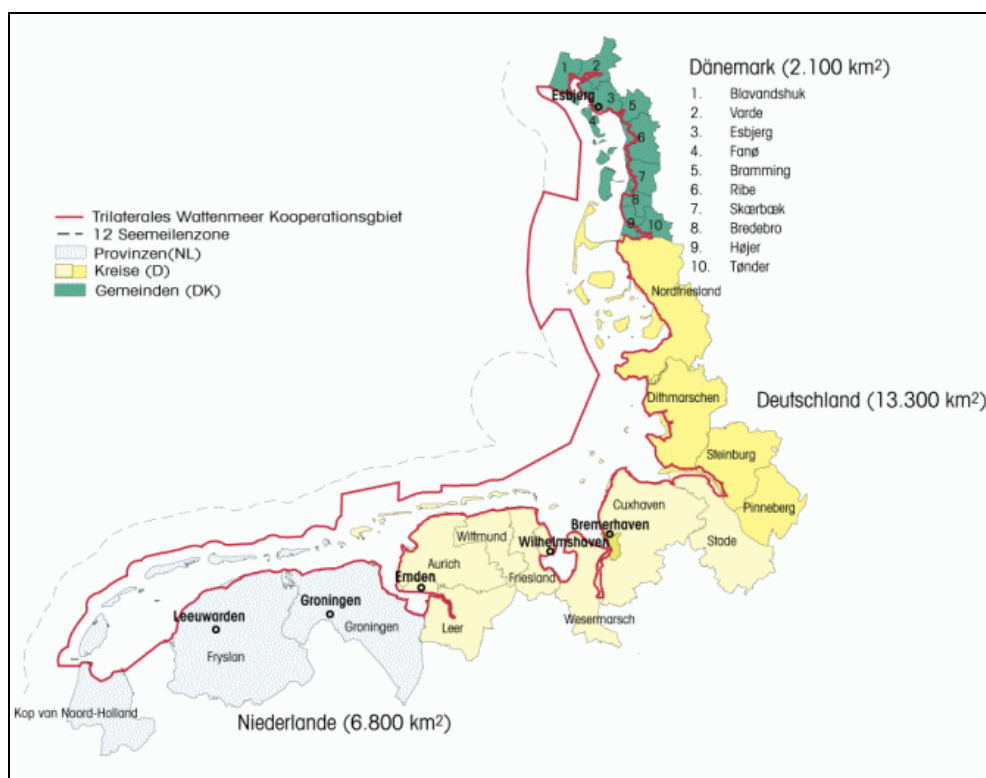 Dänemark (2.100 km²)
1. Blavandshuk
2. Varde
3. Esbjerg
4. Fanø
5. Bramming
6. Ribe
7. Skærbæk
8. Bredebro
9. Højer
10. Tønder
1
2
Esbjerg
3
5
4
6
7
8
9
10
Trilaterales Wattenmeer Kooperationsgbiet
12 Seemeilenzone
Provinzen(NL)
Kreise (D)
Gemeinden (DK)
Nordfriesland
Dithmarschen
Deutschland (13.300 km²)
Steinburg
Pinneberg
Cuxhaven
Bremerhaven
Stade
Wittmund
Wilhelmshaven
Aurich
Friesland
Emden
Wesermarsch
Leer
Groningen
Groningen
Leeuwarden
Fryslan
Kop van Noord-Holland
Niederlande (6.800 km²)